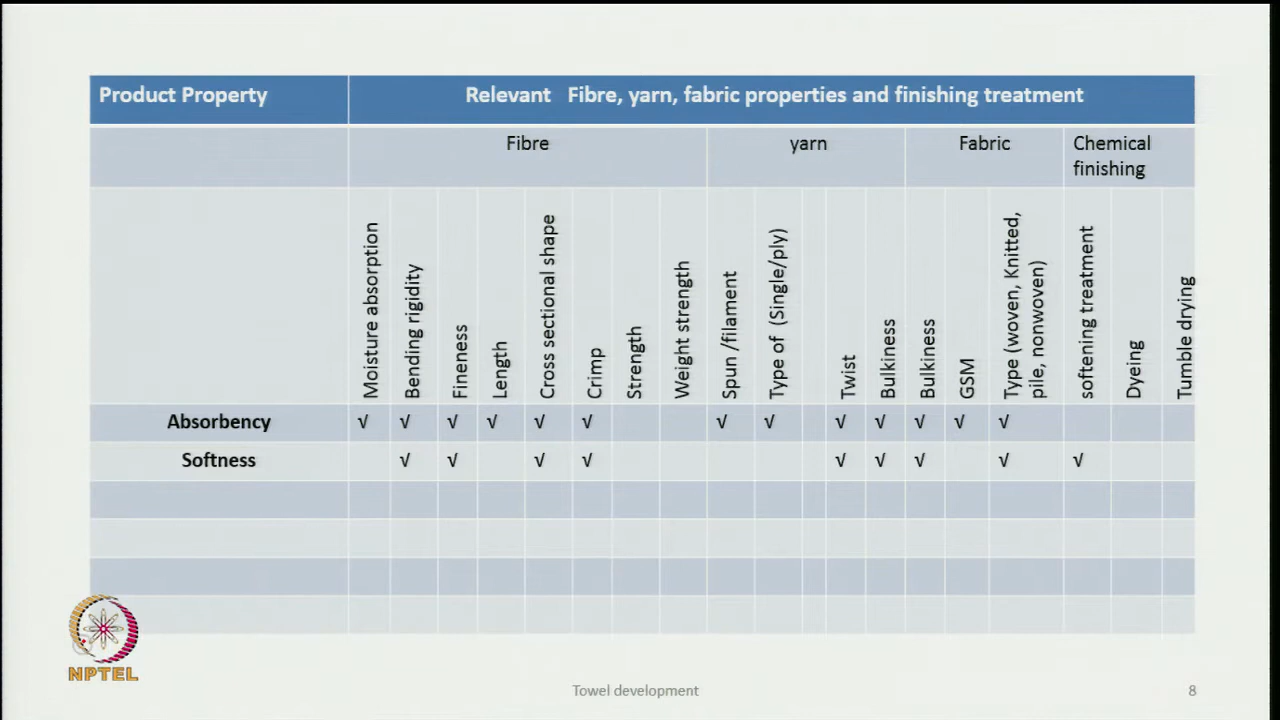 Product Property
Relevant Fibre, yarn, fabric properties and finishing treatment
Fibre
yarn
Fabric
Chemical
finishing
Moisture absorption
Bending rigidity
Fineness
Length
Cross sectional shape
Crimp
Strength
Weight strength
Spun /filament
Type of (Single/ply)
Twist
Bulkiness
Bulkiness
GSM
Type (woven, Knitted,
pile, nonwoven)
softening treatment
Dyeing
Tumble drying
Absorbency √ √ √ √ √ √ √ √ √ √ √ √ √
Softness √ √ √ √ √ √ √ √ √
NPTEL
Towel development
8